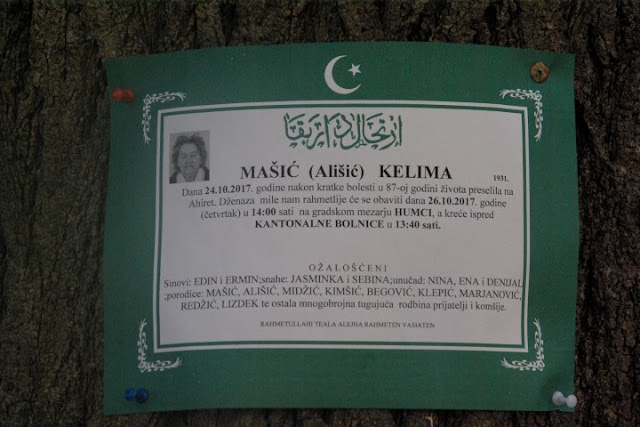 ارتحال دار بقا
MAŠIĆ (Ališić) KELIMA 1931.
Dana 24.10.2017. godine nakon kratke bolesti u 87-oj godini života preselila na
Ahiret. Dženaza mile nam rahmetlije će se obaviti dana 26.10.2017. godine
(četvrtak) u 14:00 sati na gradskom mezarju HUMCI, a kreće ispred
KANTONALNE BOLNICE u 13:40 sati.
OŽALOŠĆENI
Sinovi: EDIN i ERMIN;snahe: JASMINKA i SEBINA;unučad: NINA, ENA i DENIJAL
;porodice: MAŠIĆ, ALIŠIĆ, MIDŽIĆ, KIMŠIĆ, BEGOVIĆ, KLEPIĆ, MARJANOVIĆ,
REDŽIĆ, LIZDEK te ostala mnogobrojna tugujuća rodbina prijatelji i komšije.
RAHMETULLAHI TEALA ALEJHA RAHMETEN VASIATEN